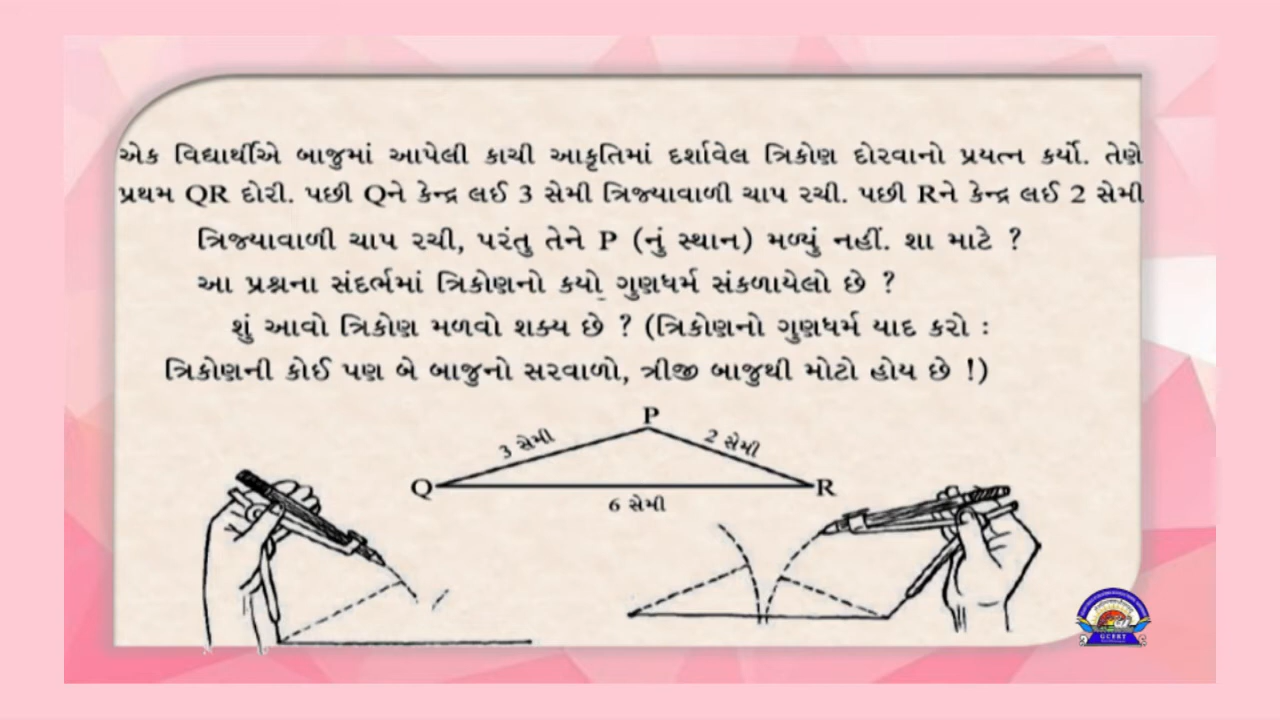 એક વિદ્યાર્થીએ બાજુમાં આપેલી કાચી આકૃતિમાં દર્શાવેલ ત્રિકોણ દોરવાનો પ્રયત્ન કર્યો. તેણે
પ્રથમ QR દોરી. પછી Qને કેન્દ્ર લઈ 3 સેમી ત્રિજ્યાવાળી ચાપ રચી. પછી Rને કેન્દ્ર લઈ 2 સેમી
ત્રિજ્યાવાળી ચાપ રચી, પરંતુ તેને P (નું સ્થાન) મળ્યું નહીં. શા માટે ?
આ પ્રશ્નના સંદર્ભમાં ત્રિકોણનો કયો ગુણધર્મ સંકળાયેલો છે ?
શું આવો ત્રિકોણ મળવો શક્ય છે ? (ત્રિકોણનો ગુણધર્મ યાદ કરો :
ત્રિકોણની કોઈ પણ બે બાજુનો સરવાળો, ત્રીજી બાજુથી મોટો હોય છે !)
P
3 સેમી
2 સેમી
Q
R
6 સેમી
GCERT